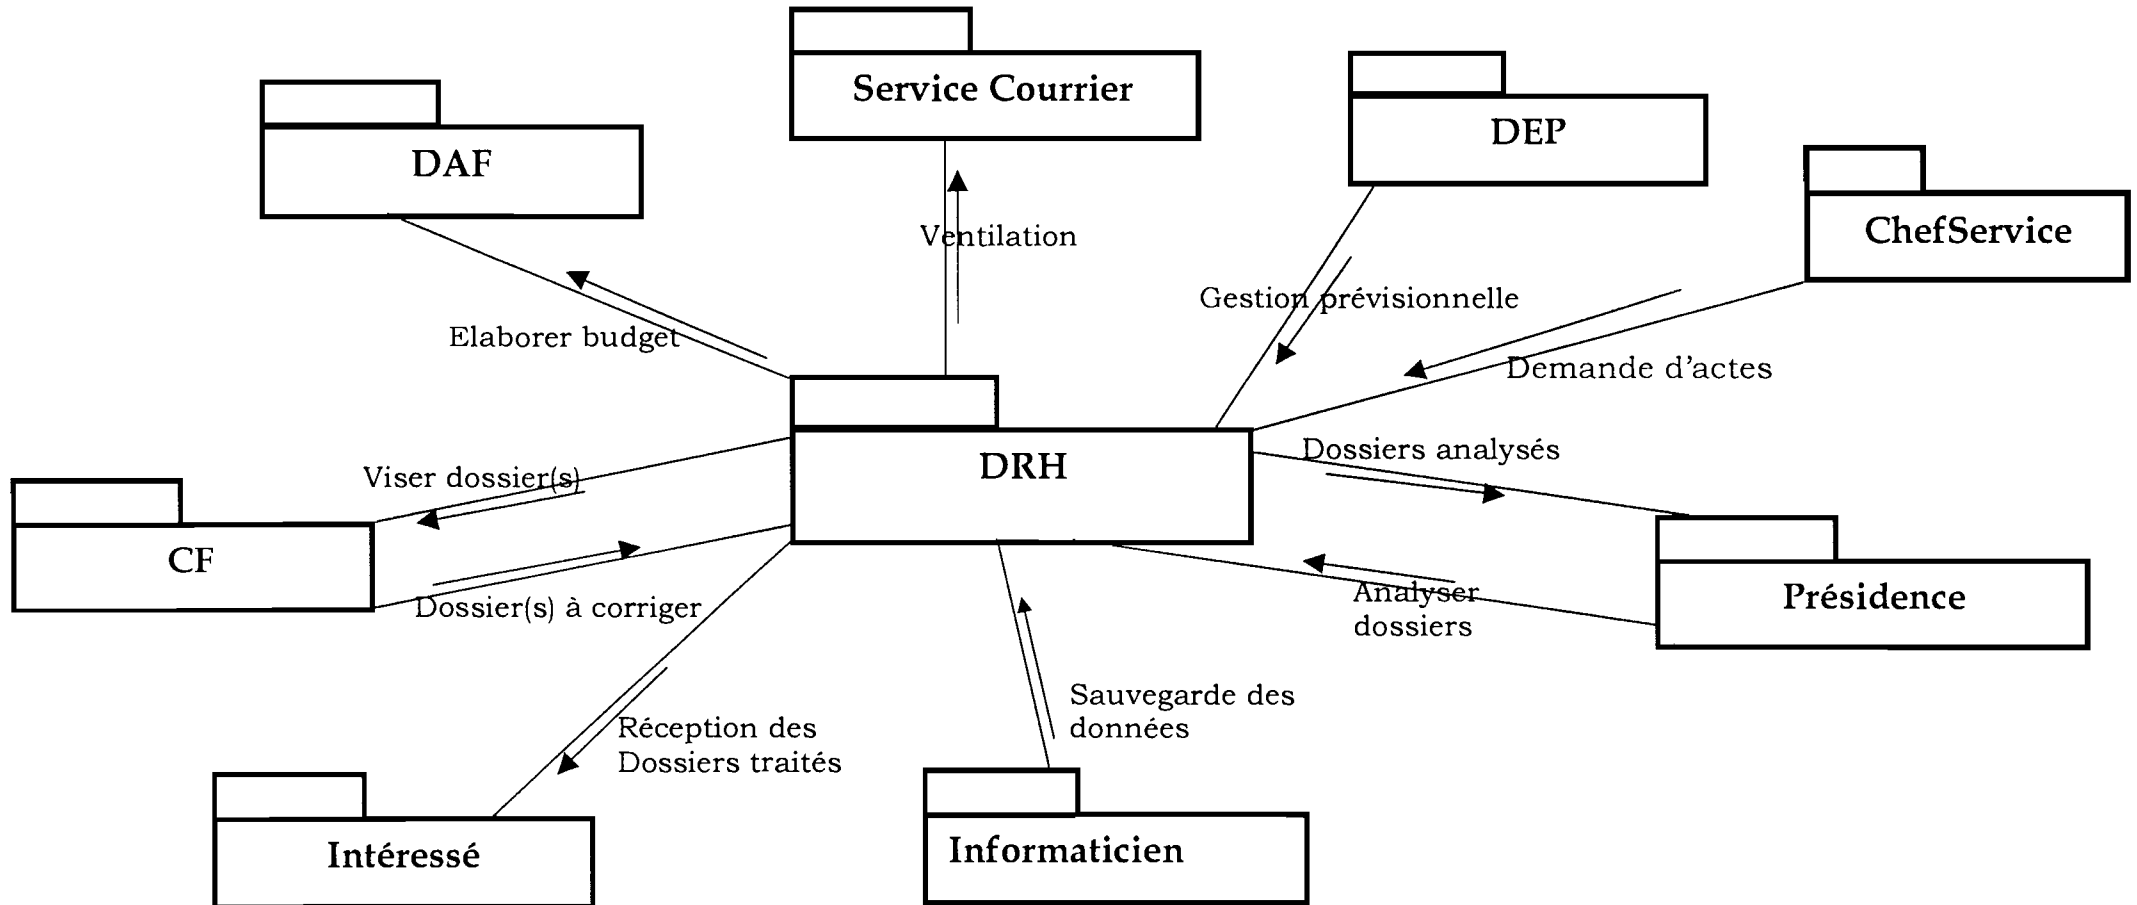 Service Courrier
DEP
DAF
ChefService
Ventilation
Gestion prévisionnelle
Elaborer budget
Demande d'actes
Dossiers analysés
DRH
Viser dossier(s)
CF
Dossier(s) à corriger
Analyser
dossiers
Présidence
Sauvegarde des
données
Réception des
Dossiers traités
Intéressé
Informaticien